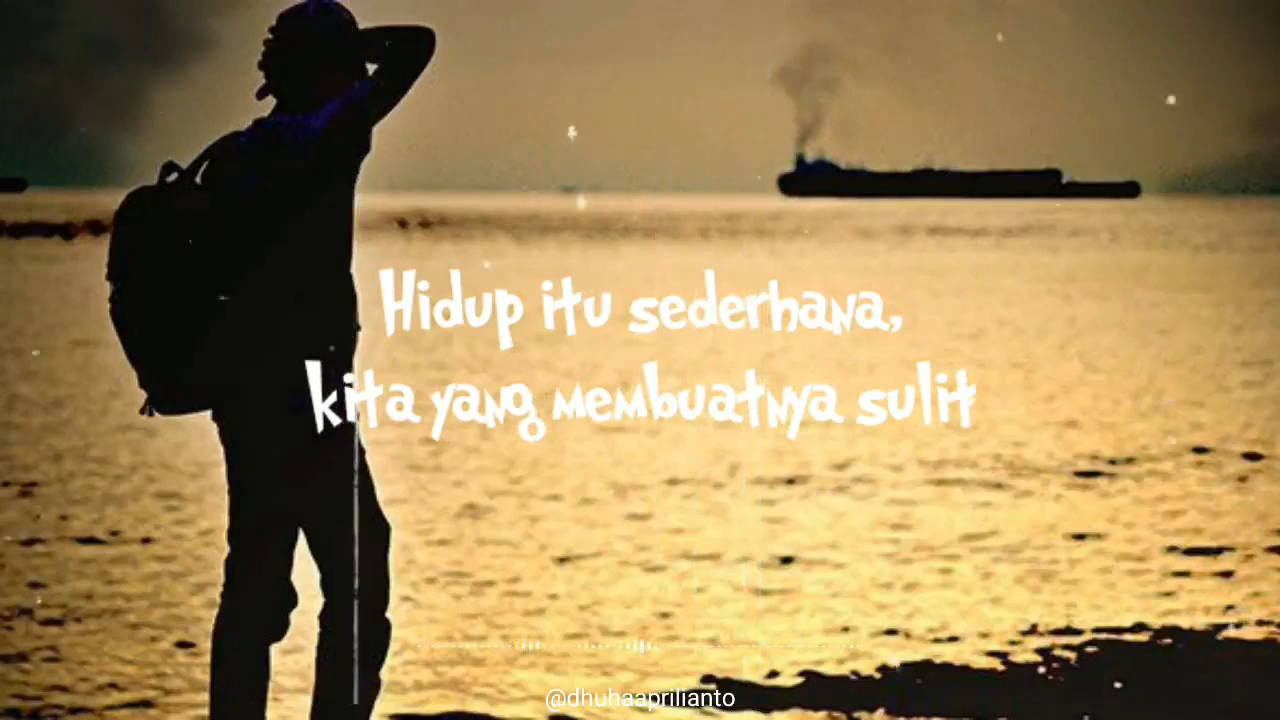 Hidup itu sederhana,
kita yang membuatnya sulit
@dhuhaaprilianto